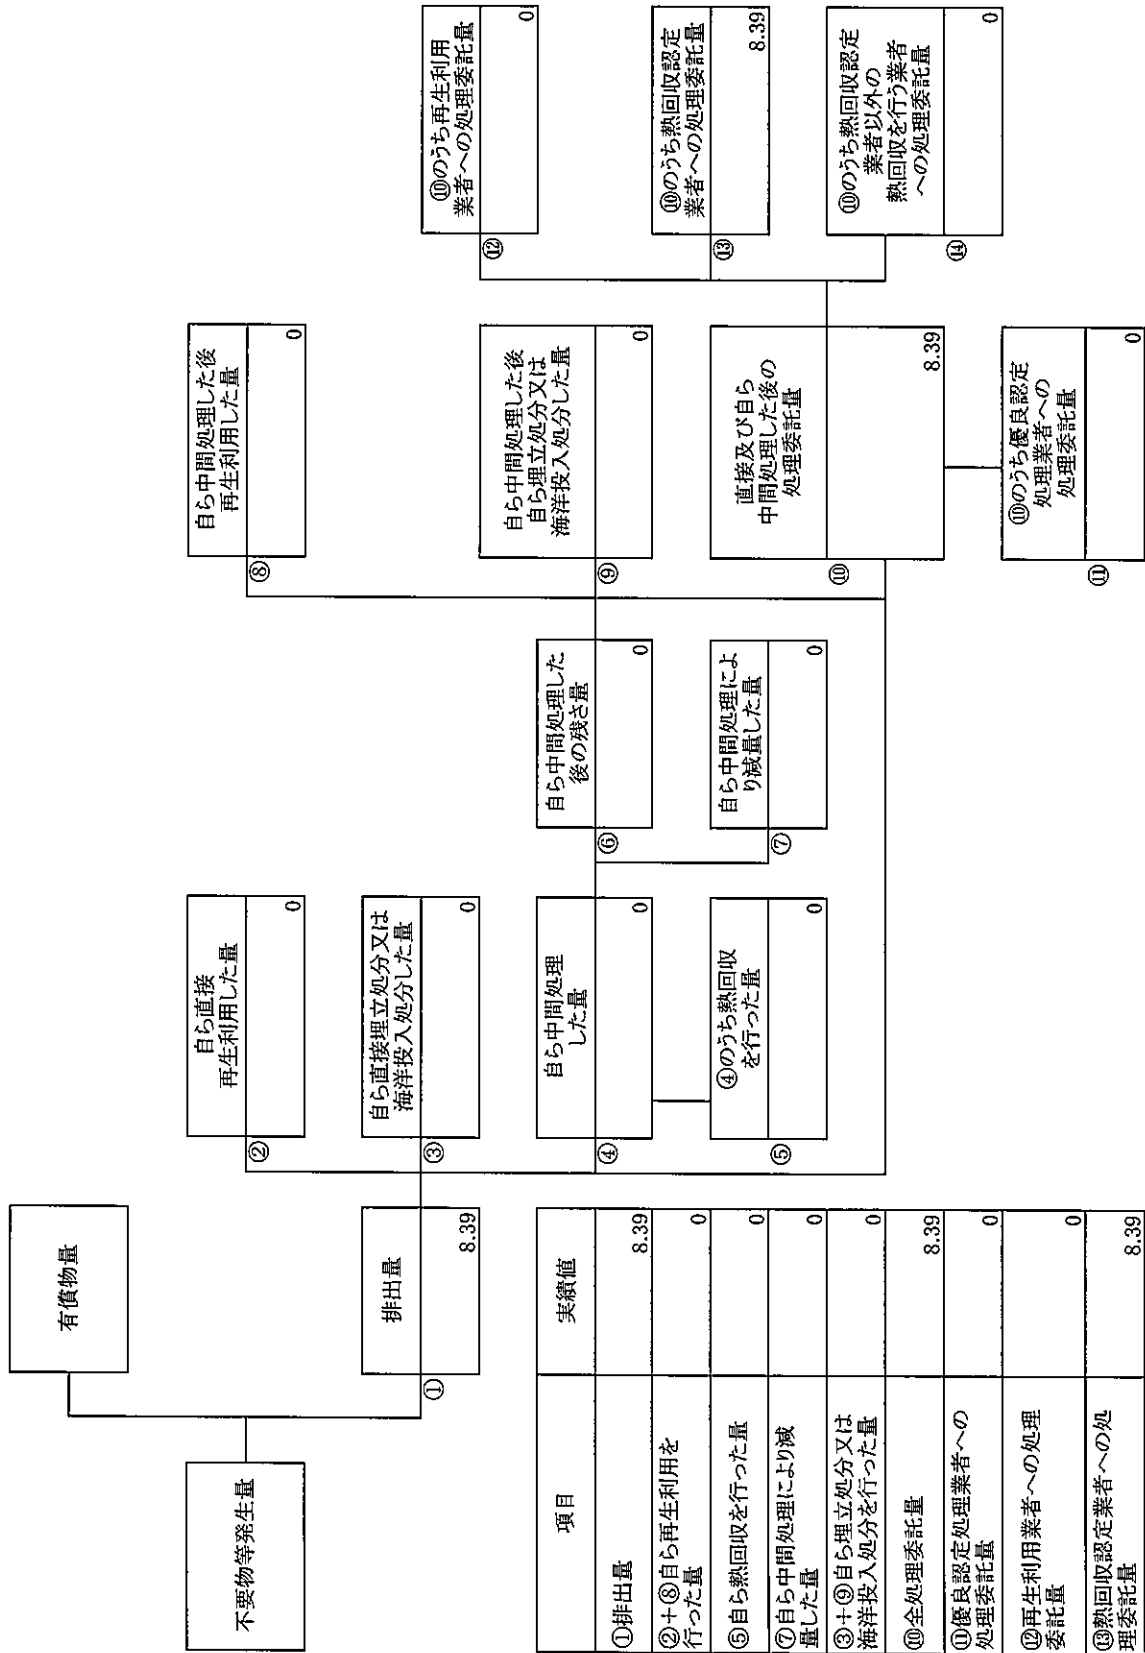 不要物等発生量
有償物量
①
排出量
8.39
②
自ら直接
再生利用した量
0
③
自ら直接埋立処分又は
海洋投入処分した量
0
④
自ら中間処理
した量
0
⑤
④のうち熱回収
を行った量
0
⑥
自ら中間処理した
後の残さ量
0
⑦
自ら中間処理によ
り減量した量
0
⑧
自ら中間処理した後
再生利用した量
0
⑨
自ら中間処理した後
自ら埋立処分又は
海洋投入処分した量
0
⑩
直接及び自ら
中間処理した後の
処理委託量
8.39
⑪
⑩のうち優良認定
処理業者への
処理委託量
0
⑫
⑩のうち再生利用
業者への処理委託量
0
⑬
⑩のうち熱回収認定
業者への処理委託量
8.39
⑭
⑩のうち熱回収認定
業者以外の
熱回収を行う業者
への処理委託量
0
項目 実績値
①排出量 8.39
②+⑧自ら再生利用を
行った量 0
⑤自ら熱回収を行った量 0
⑦自ら中間処理により減
量した量 0
③+⑨自ら埋立処分又は
海洋投入処分を行った量 0
⑩全処理委託量 8.39
⑪優良認定処理業者への
処理委託量 0
⑫再生利用業者への処理
委託量 0
⑬熱回収認定業者への処
理委託量 8.39